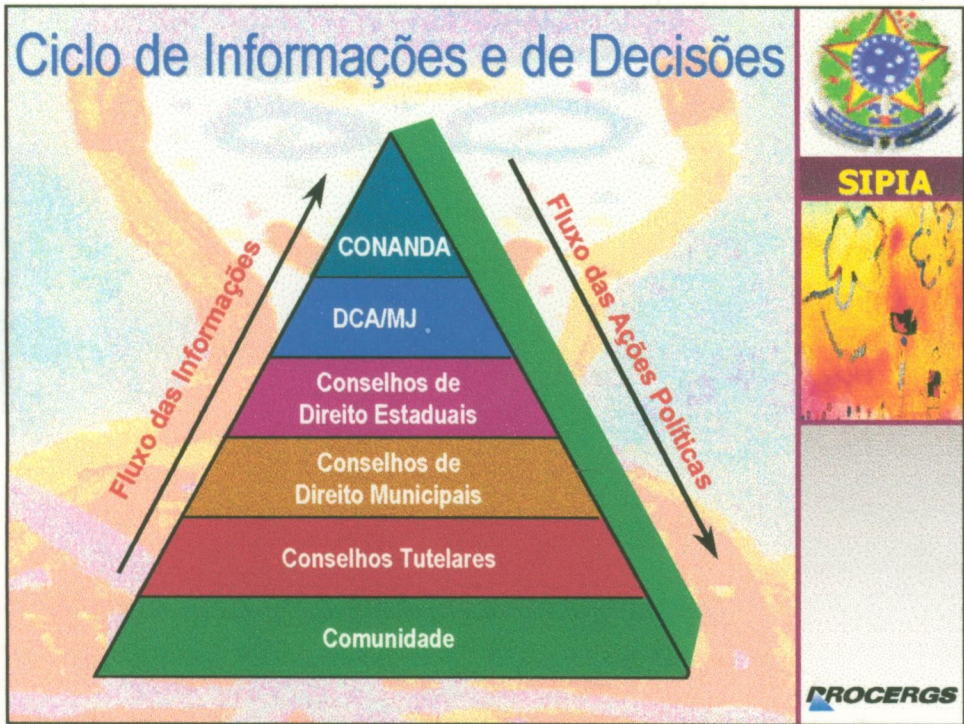 Ciclo de Informações e de Decisões
SIPIA
Fluxo das Informações
Fluxo das Ações Políticas
CONANDA
DCA/MJ
Conselhos de
Direito Estaduais
Conselhos de
Direito Municipais
Conselhos Tutelares
Comunidade
PROCERGS